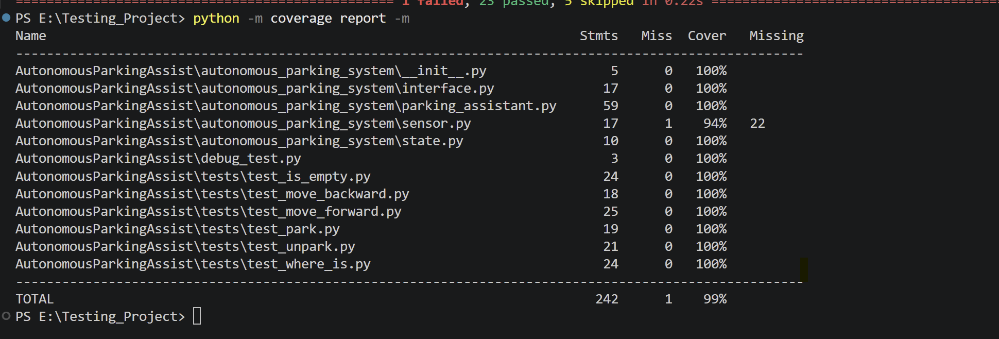 ============================================== 1 failed, 23 passed, 5 skipped in 0.22s ======================================
PS E:\Testing_Project> python -m coverage report -m
Name                                                                     Stmts   Miss  Cover   Missing
------------------------------------------------------------------------------------------------------
AutonomousParkingAssist\autonomous_parking_system\__init__.py                5      0   100%
AutonomousParkingAssist\autonomous_parking_system\interface.py              17      0   100%
AutonomousParkingAssist\autonomous_parking_system\parking_assistant.py      59      0   100%
AutonomousParkingAssist\autonomous_parking_system\sensor.py                 17      1    94%   22
AutonomousParkingAssist\autonomous_parking_system\state.py                  10      0   100%
AutonomousParkingAssist\debug_test.py                                        3      0   100%
AutonomousParkingAssist\tests\test_is_empty.py                              24      0   100%
AutonomousParkingAssist\tests\test_move_backward.py                         18      0   100%
AutonomousParkingAssist\tests\test_move_forward.py                          25      0   100%
AutonomousParkingAssist\tests\test_park.py                                  19      0   100%
AutonomousParkingAssist\tests\test_unpark.py                                21      0   100%
AutonomousParkingAssist\tests\test_where_is.py                              24      0   100%
------------------------------------------------------------------------------------------------------
TOTAL                                                                      242      1    99%
PS E:\Testing_Project>